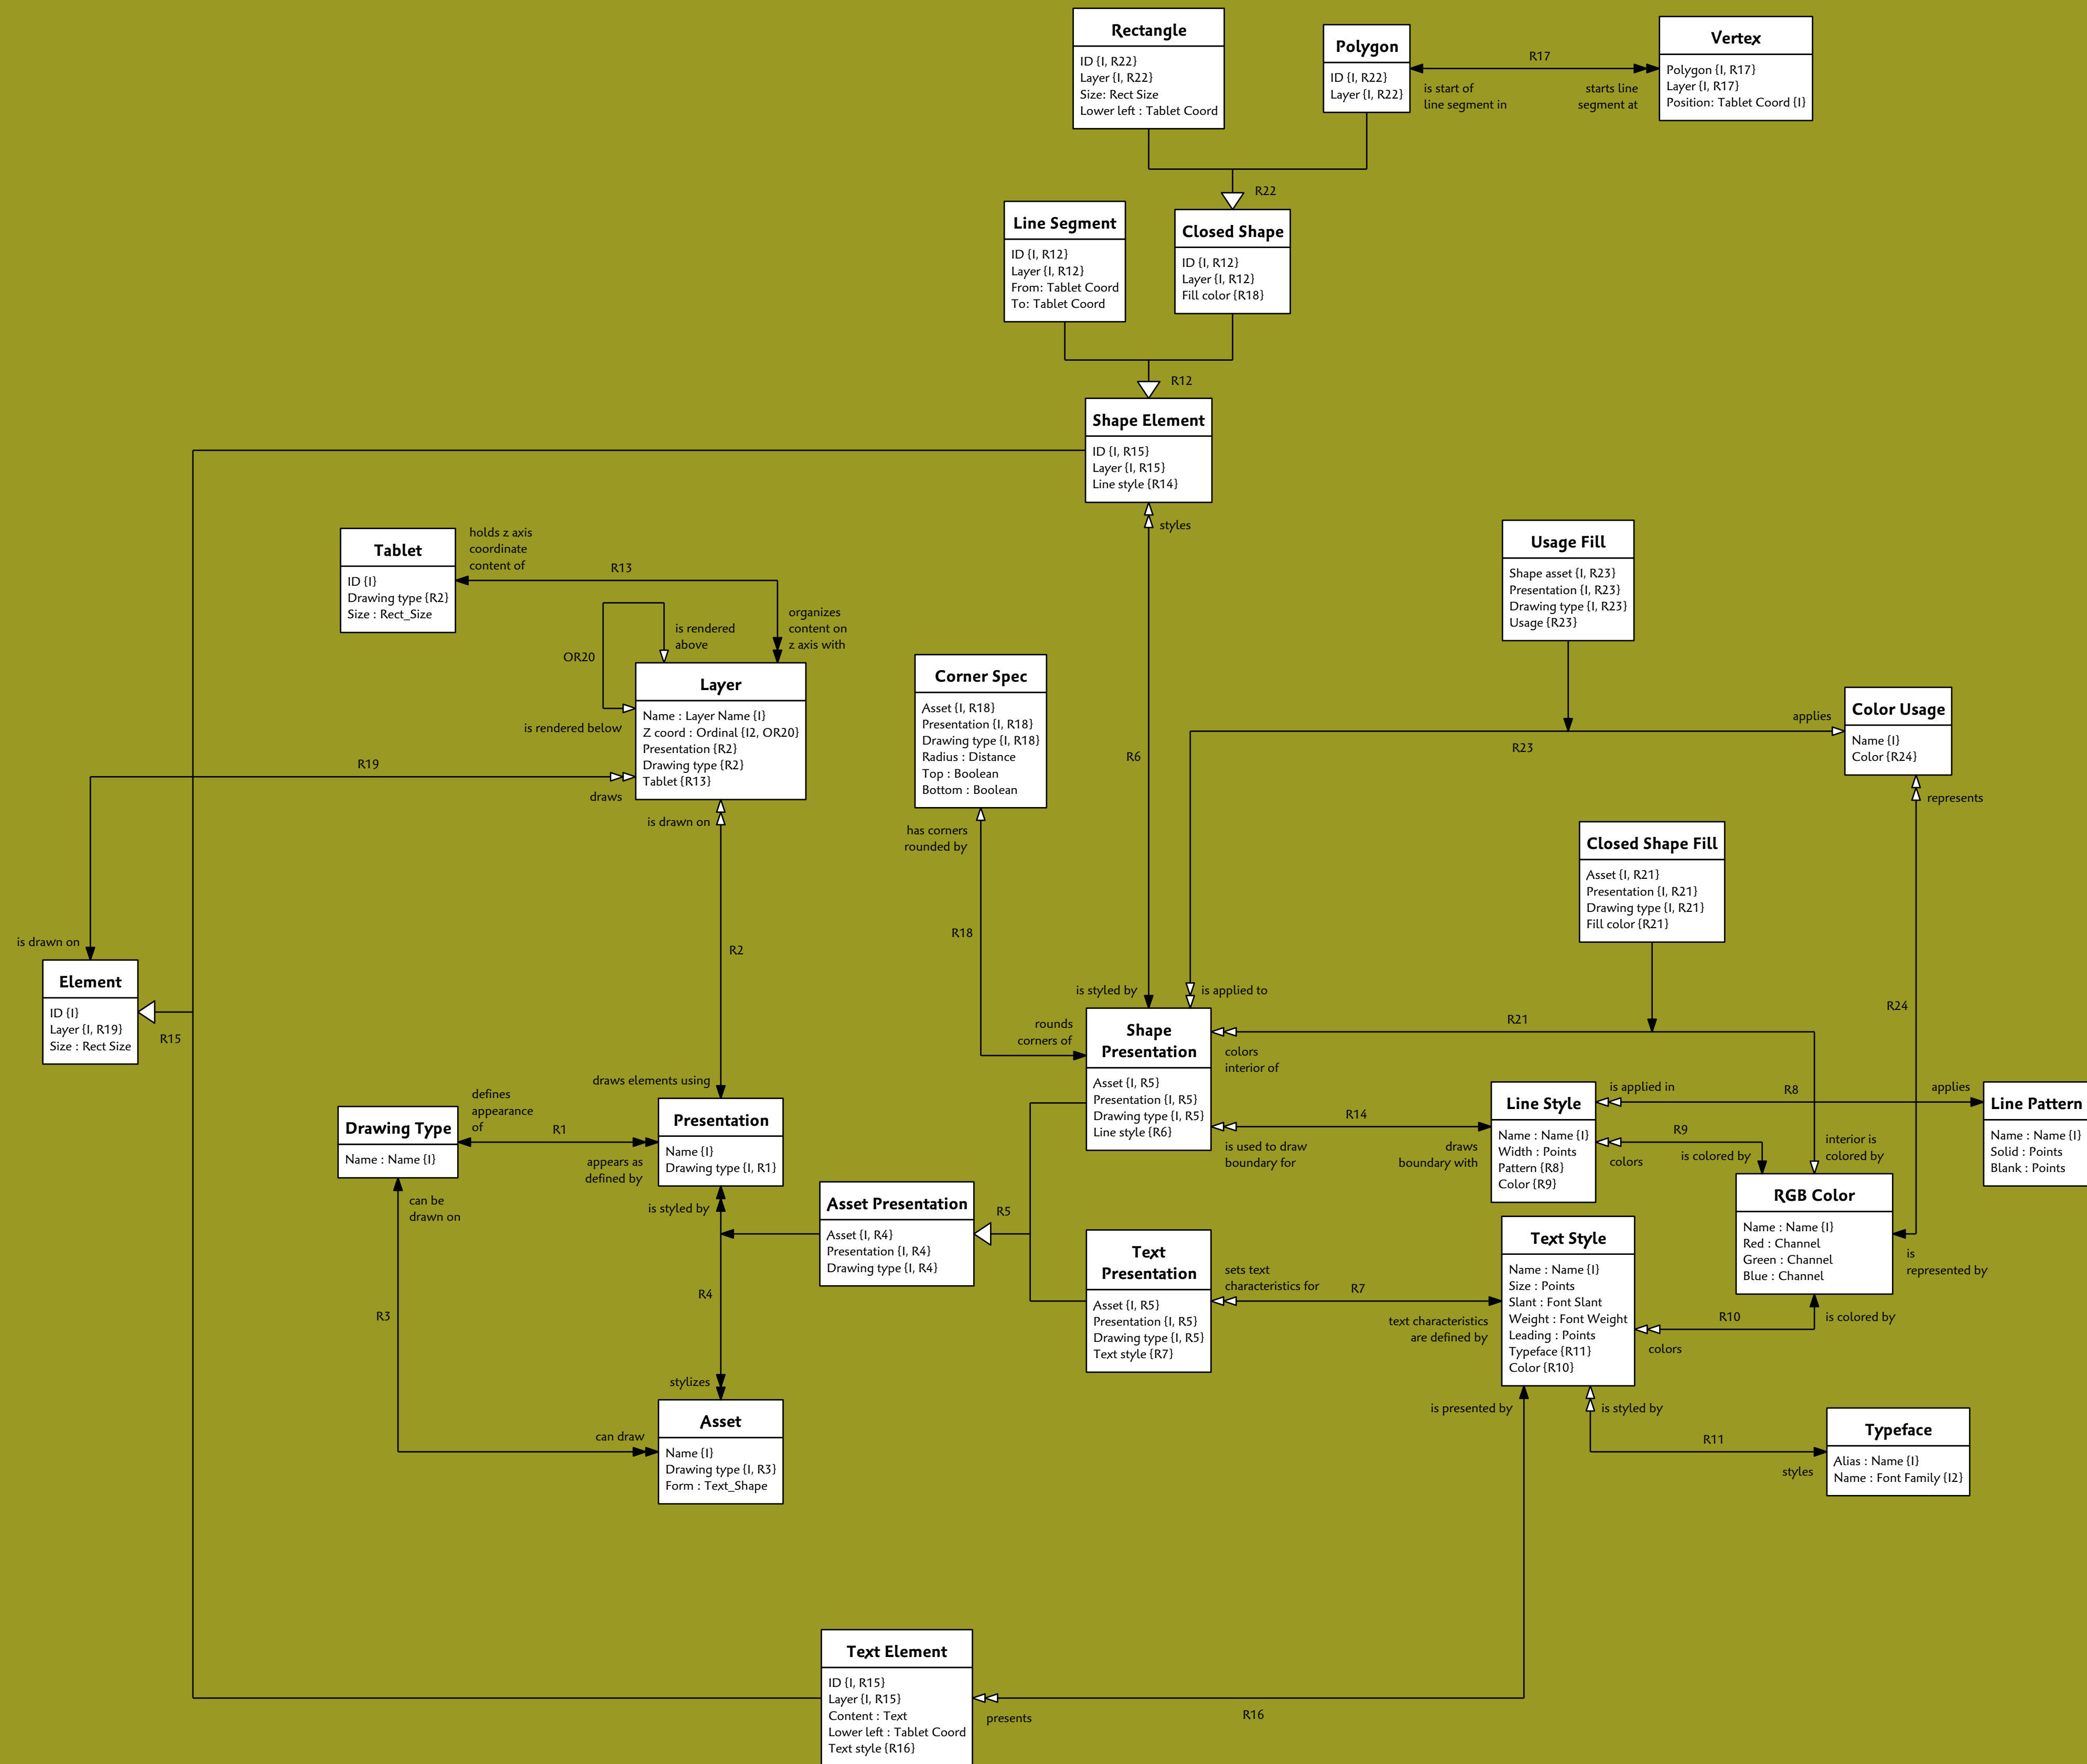 Rectangle
ID {I, R22}
Layer {I, R22}
Size: Rect Size
Lower left : Tablet Coord
Polygon
ID {I, R22}
Layer {I, R22}
R17
is start of
line segment in
starts line
segment at
Vertex
Polygon {I, R17}
Layer {I, R17}
Position: Tablet Coord {I}
R22
Line Segment
ID {I, R12}
Layer {I, R12}
From: Tablet Coord
To: Tablet Coord
Closed Shape
ID {I, R12}
Layer {I, R12}
Fill color {R18}
R12
Shape Element
ID {I, R15}
Layer {I, R15}
Line style {R14}
styles
Tablet
ID {I}
Drawing type {R2}
Size : Rect_Size
holds z axis
coordinate
content of
R13
organizes
content on
z axis with
is rendered
above
OR20
is rendered below
Layer
Name : Layer Name {I}
Z coord : Ordinal {I2, OR20}
Presentation {R2}
Drawing type {R2}
Tablet {R13}
R19
draws
is drawn on
Corner Spec
Asset {I, R18}
Presentation {I, R18}
Drawing type {I, R18}
Radius : Distance
Top : Boolean
Bottom : Boolean
has corners
rounded by
R6
Usage Fill
Shape asset {I, R23}
Presentation {I, R23}
Drawing type {I, R23}
Usage {R23}
applies
R23
Color Usage
Name {I}
Color {R24}
represents
Closed Shape Fill
Asset {I, R21}
Presentation {I, R21}
Drawing type {I, R21}
Fill color {R21}
is drawn on
Element
ID {I}
Layer {I, R19}
Size : Rect Size
R15
R2
R18
is styled by
is applied to
rounds
corners of
Shape
Presentation
Asset {I, R5}
Presentation {I, R5}
Drawing type {I, R5}
Line style {R6}
R21
colors
interior of
R24
draws elements using
defines
appearance
of
R1
appears as
defined by
Drawing Type
Name : Name {I}
Presentation
Name {I}
Drawing type {I, R1}
is styled by
can be
drawn on
R14
is used to draw
boundary for
draws
boundary with
Line Style
Name : Name {I}
Width : Points
Pattern {R8}
Color {R9}
is applied in
R8
applies
R9
is colored by
colors
interior is
colored by
Line Pattern
Name : Name {I}
Solid : Points
Blank : Points
RGB Color
Name : Name {I}
Red : Channel
Green : Channel
Blue : Channel
is
represented by
Asset Presentation
Asset {I, R4}
Presentation {I, R4}
Drawing type {I, R4}
R5
R4
R3
Text
Presentation
Asset {I, R5}
Presentation {I, R5}
Drawing type {I, R5}
Text style {R7}
sets text
characteristics for
R7
text characteristics
are defined by
Text Style
Name : Name {I}
Size : Points
Slant : Font Slant
Weight : Font Weight
Leading : Points
Typeface {R11}
Color {R10}
R10
is colored by
colors
stylizes
can draw
Asset
Name {I}
Drawing type {I, R3}
Form : Text_Shape
is presented by
is styled by
R11
styles
Typeface
Alias : Name {I}
Name : Font Family {I2}
Text Element
ID {I, R15}
Layer {I, R15}
Content : Text
Lower left : Tablet Coord
Text style {R16}
presents
R16